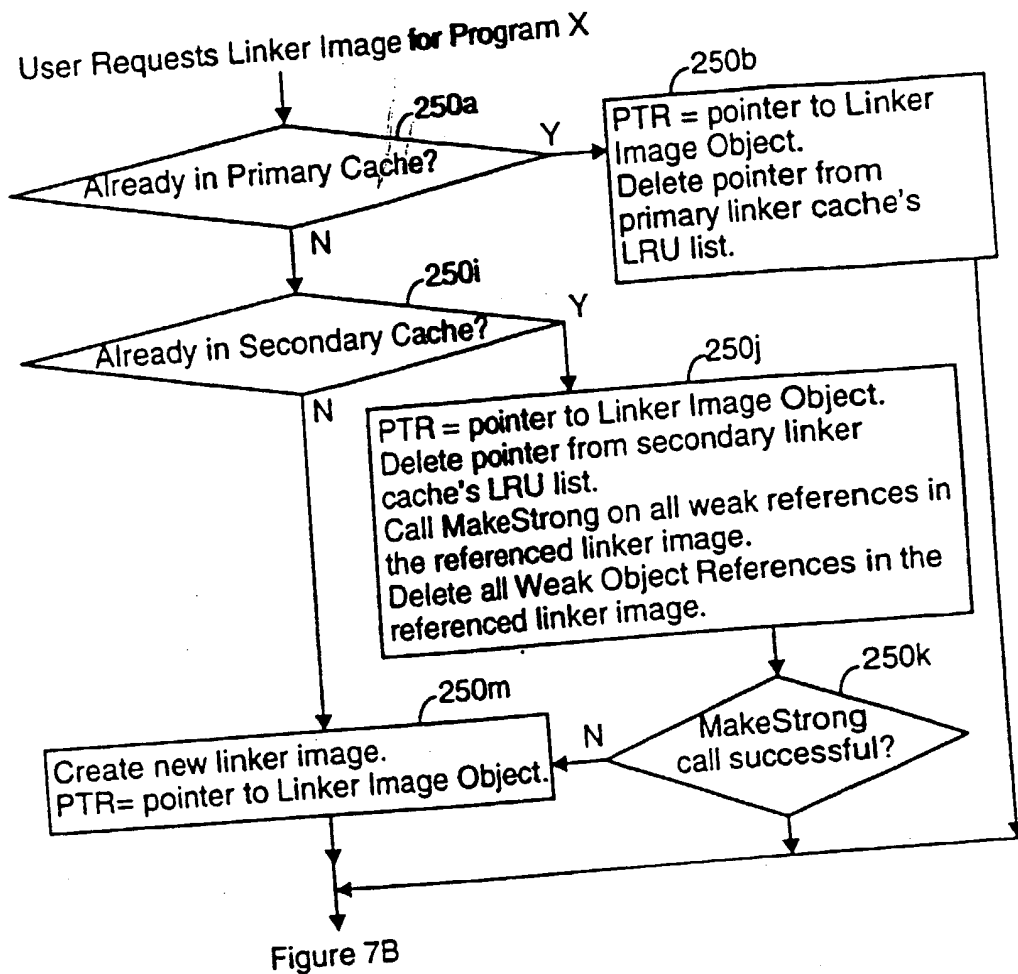 User Requests Linker Image for Program X
250a
Already in Primary Cache?
Y
N
250b
PTR = pointer to Linker
Image Object.
Delete pointer from
primary linker cache's
LRU list.
250i
Already in Secondary Cache?
Y
N
250j
PTR = pointer to Linker Image Object.
Delete pointer from secondary linker
cache's LRU list.
Call MakeStrong on all weak references in
the referenced linker image.
Delete all Weak Object References in the
referenced linker image.
250k
MakeStrong
call successful?
N
250m
Create new linker image.
PTR= pointer to Linker Image Object.
Figure 7B